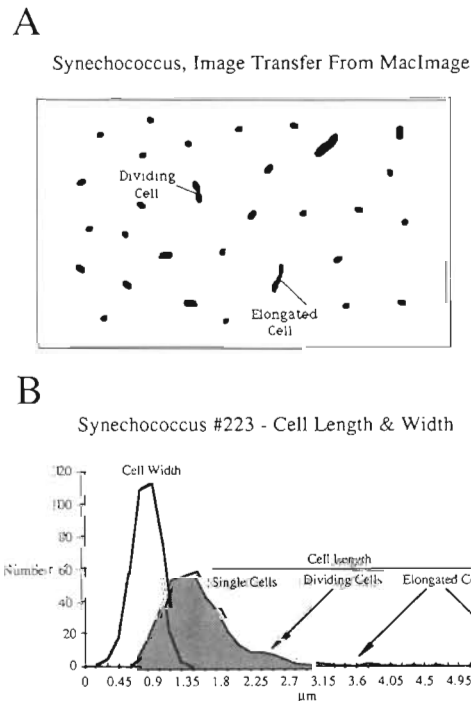 A
Synechococcus, Image Transfer From MacImage
Dividing
Cell
Elongated
Cell
B
Synechococcus #223 - Cell Length & Width
120
Cell Width
100
80
Number 60
Cell Length
Single Cells Dividing Cells Elongated Ce
40
20
0
0 0.45 0.9 1.35 1.8 2.25 2.7 3.15 3.6 4.05 4.5 4.95
µm